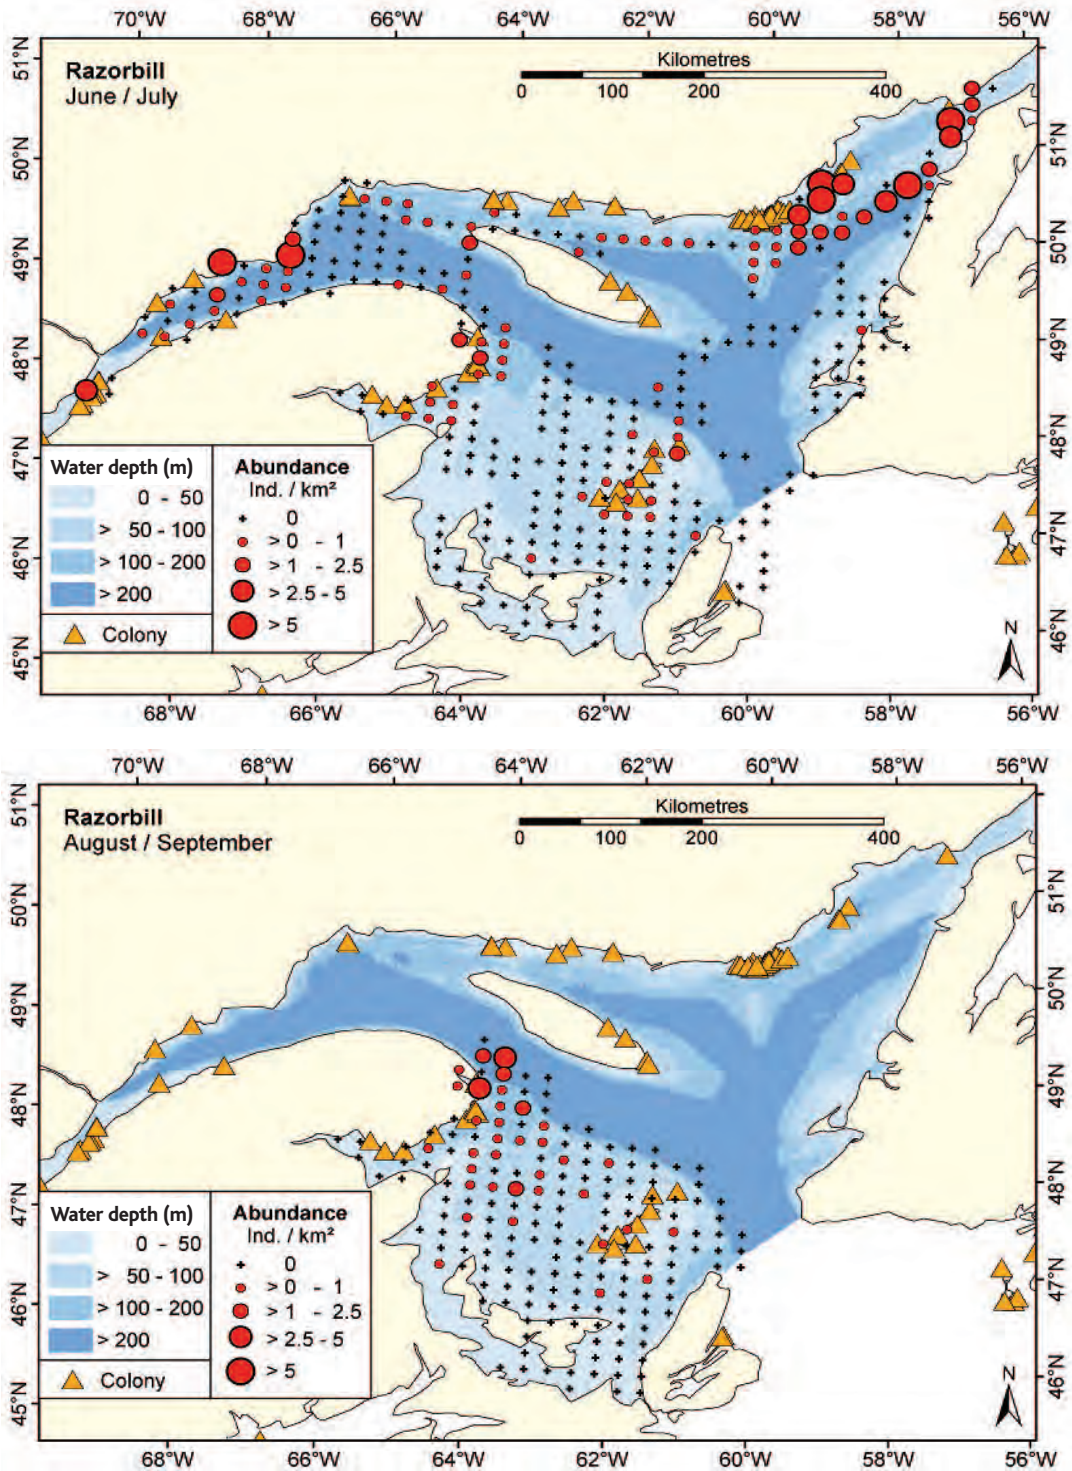 70°W 68°W 66°W 64°W 62°W 60°W 58°W 56°W
Razorbill
June / July
Kilometres
0 100 200 400
51°N
50°N
49°N
48°N
47°N
46°N
45°N
51°N
50°N
49°N
48°N
47°N
46°N
Water depth (m)
0 - 50
> 50 - 100
> 100 - 200
> 200
Colony
Abundance
Ind. / km²
0
> 0 - 1
> 1 - 2.5
> 2.5 - 5
> 5
N
68°W 66°W 64°W 62°W 60°W 58°W 56°W
70°W 68°W 66°W 64°W 62°W 60°W 58°W 56°W
Razorbill
August / September
Kilometres
0 100 200 400
51°N
50°N
49°N
48°N
47°N
46°N
45°N
51°N
50°N
49°N
48°N
47°N
46°N
Water depth (m)
0 - 50
> 50 - 100
> 100 - 200
> 200
Colony
Abundance
Ind. / km²
0
> 0 - 1
> 1 - 2.5
> 2.5 - 5
> 5
N
68°W 66°W 64°W 62°W 60°W 58°W 56°W